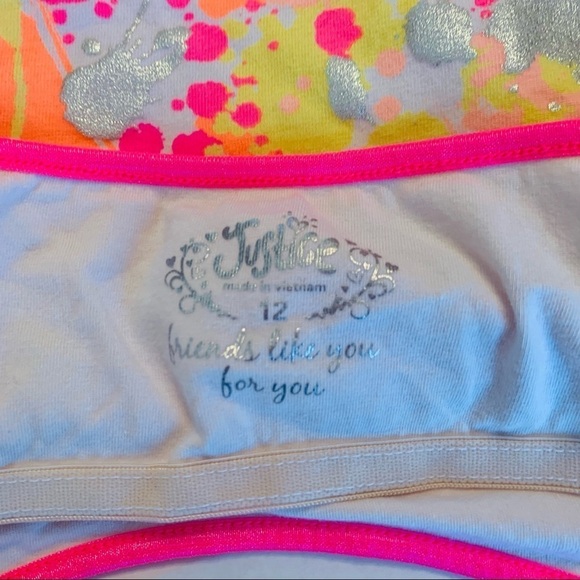 Justice
made in vietnam
12
friends like you
for you